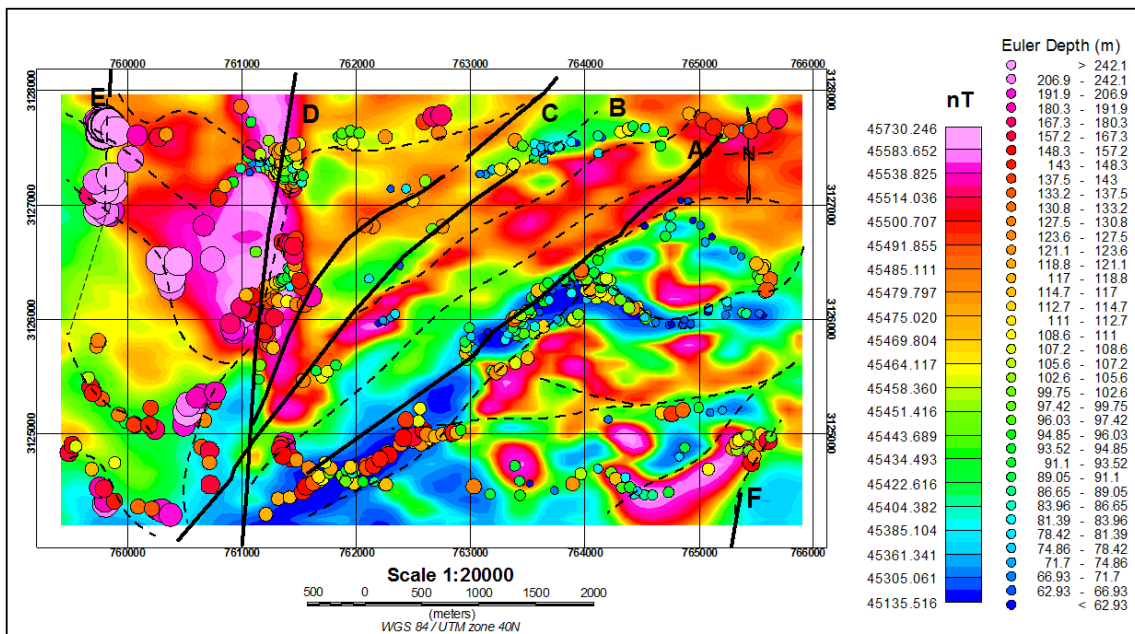 760000 761000 762000 763000 764000 765000 766000
3128000 3128000
3127000 3127000
3126000 3126000
3125000 3125000
E
D
C
B
A
N
F
760000 761000 762000 763000 764000 765000 766000
Scale 1:20000
500 0 500 1000 1500 2000
(meters)
WGS 84 / UTM zone 40N
nT
45730.246
45583.652
45538.825
45514.036
45500.707
45491.855
45485.111
45479.797
45475.020
45469.804
45464.117
45458.360
45451.416
45443.689
45434.493
45422.616
45404.382
45385.104
45361.341
45305.061
45135.516
Euler Depth (m)
> 242.1
206.9 - 242.1
191.9 - 206.9
180.3 - 191.9
167.3 - 180.3
157.2 - 167.3
148.3 - 157.2
143 - 148.3
137.5 - 143
133.2 - 137.5
130.8 - 133.2
127.5 - 130.8
123.6 - 127.5
121.1 - 123.6
118.8 - 121.1
117 - 118.8
114.7 - 117
112.7 - 114.7
111 - 112.7
108.6 - 111
107.2 - 108.6
105.6 - 107.2
102.6 - 105.6
99.75 - 102.6
97.42 - 99.75
96.03 - 97.42
94.85 - 96.03
93.52 - 94.85
91.1 - 93.52
89.05 - 91.1
86.65 - 89.05
83.96 - 86.65
81.39 - 83.96
78.42 - 81.39
74.86 - 78.42
71.7 - 74.86
66.93 - 71.7
62.93 - 66.93
< 62.93